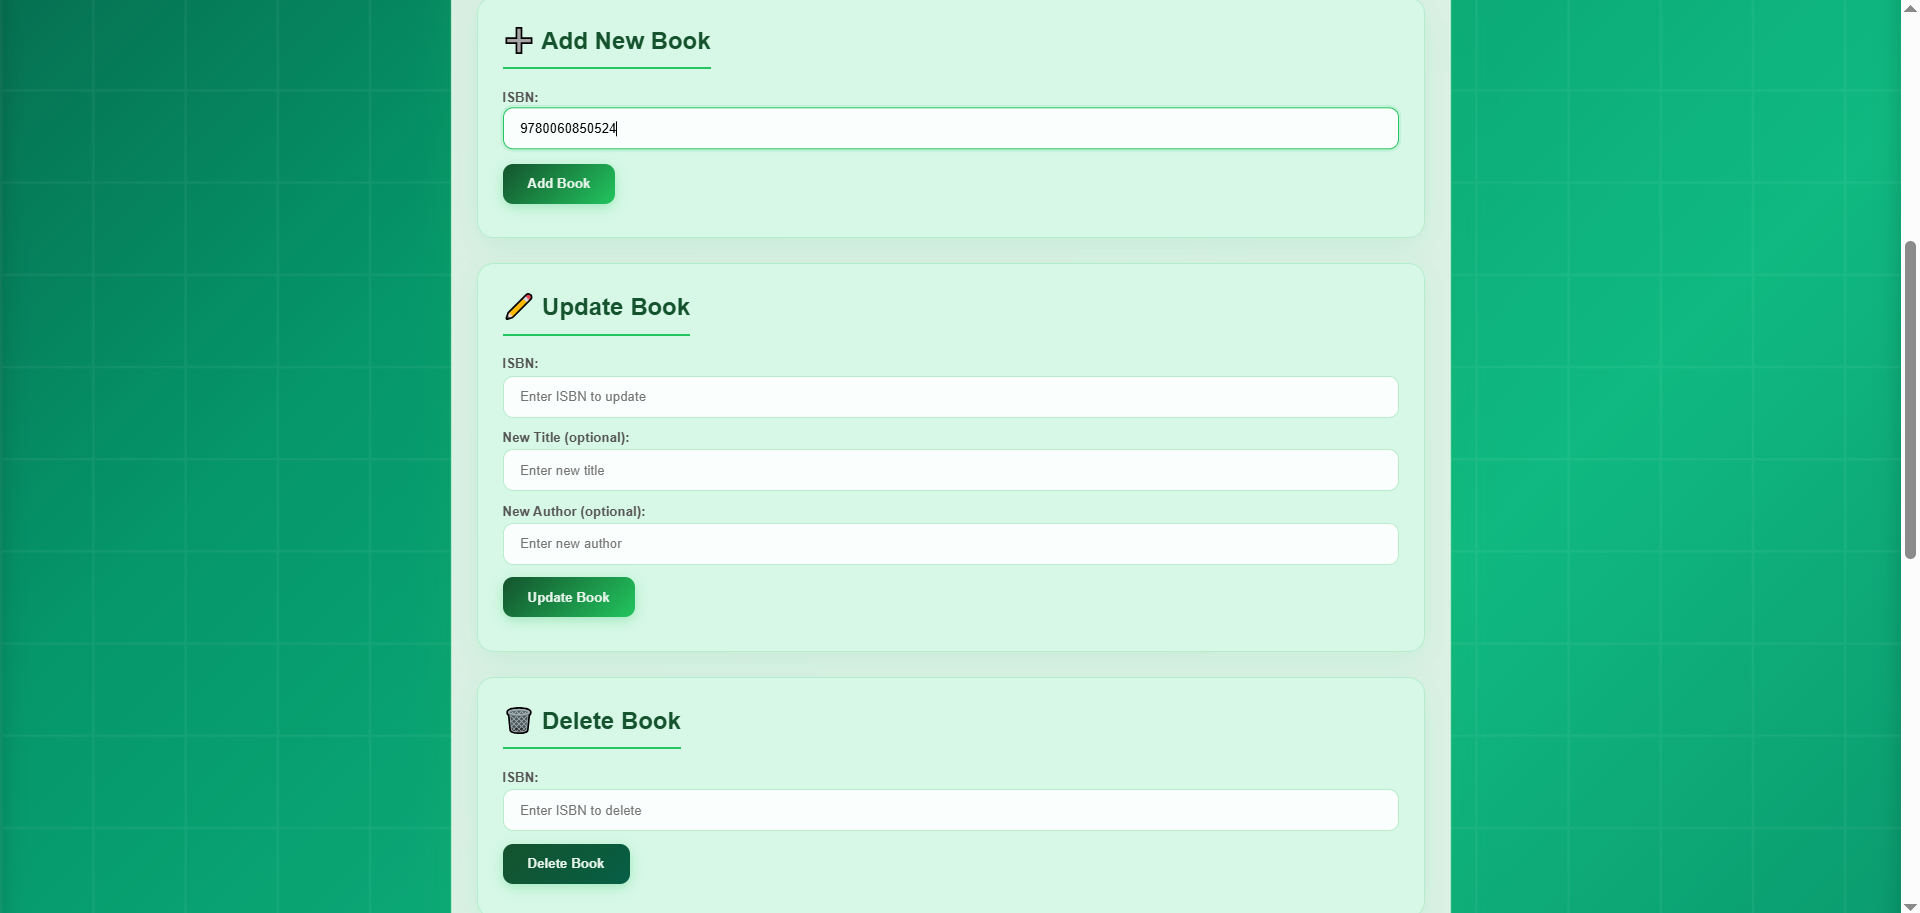 Add New Book
ISBN:
9780060850524
Add Book
Update Book
ISBN:
Enter ISBN to update
New Title (optional):
Enter new title
New Author (optional):
Enter new author
Update Book
Delete Book
ISBN:
Enter ISBN to delete
Delete Book